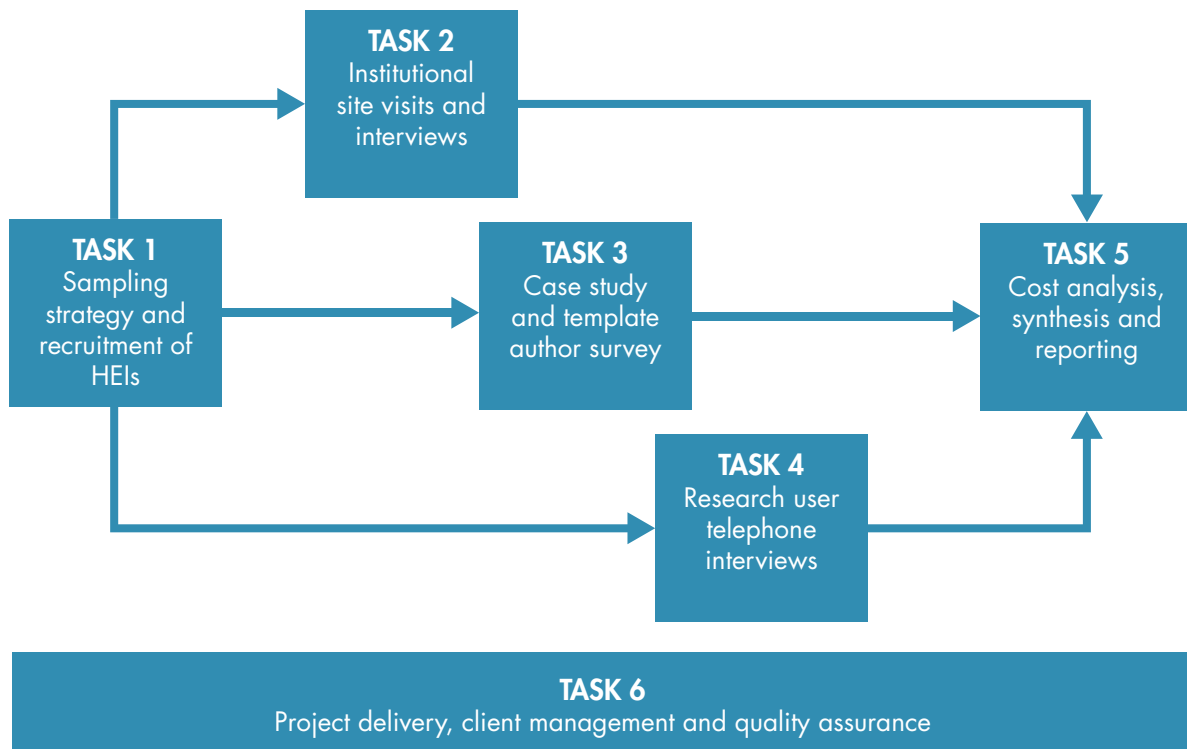 TASK 2
Institutional
site visits and
interviews
TASK 1
Sampling
strategy and
recruitment of
HEIs
TASK 3
Case study
and template
author survey
TASK 5
Cost analysis,
synthesis and
reporting
TASK 4
Research user
telephone
interviews
TASK 6
Project delivery, client management and quality assurance